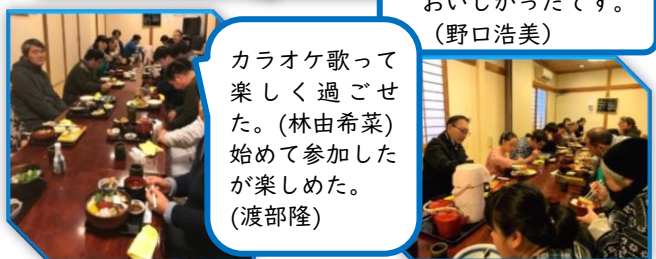 おいしかったです。
（野口浩美）
カラオケ歌って
楽しく過ごせ
た。(林由希菜)
始めて参加した
が楽しめた。
(渡部隆)